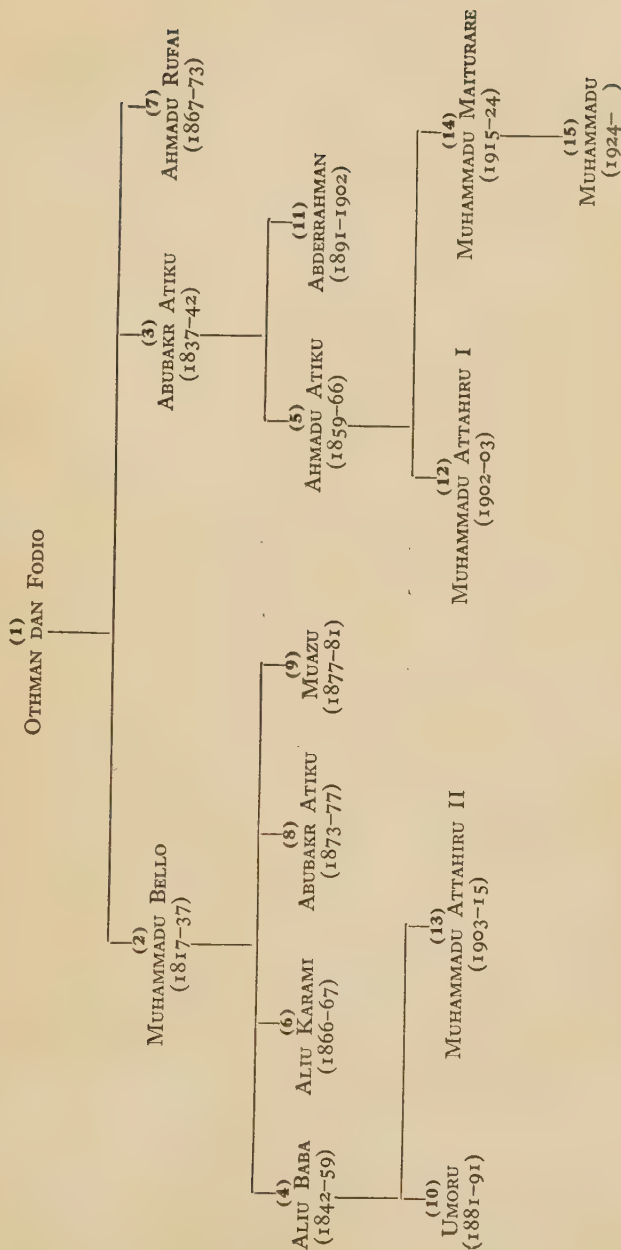 (1)
OTHMAN DAN FODIO
(2)
MUHAMMADU BELLO
(1817–37)
(3)
ABUBAKR ATIKU
(1837–42)
(7)
AHMADU RUFAI
(1867–73)
(4)
ALIU BABA
(1842–59)
(6)
ALIU KARAMI
(1866–67)
(8)
ABUBAKR ATIKU
(1873–77)
(9)
MUAZU
(1877–81)
(5)
AHMADU ATIKU
(1859–66)
(11)
ABDERRAHMAN
(1891–1902)
(10)
UMORU
(1881–91)
(13)
MUHAMMADU ATTAHIRU II
(1903–15)
(12)
MUHAMMADU ATTAHIRU I
(1902–03)
(14)
MUHAMMADU MAITURARE
(1915–24)
(15)
MUHAMMADU
(1924– )